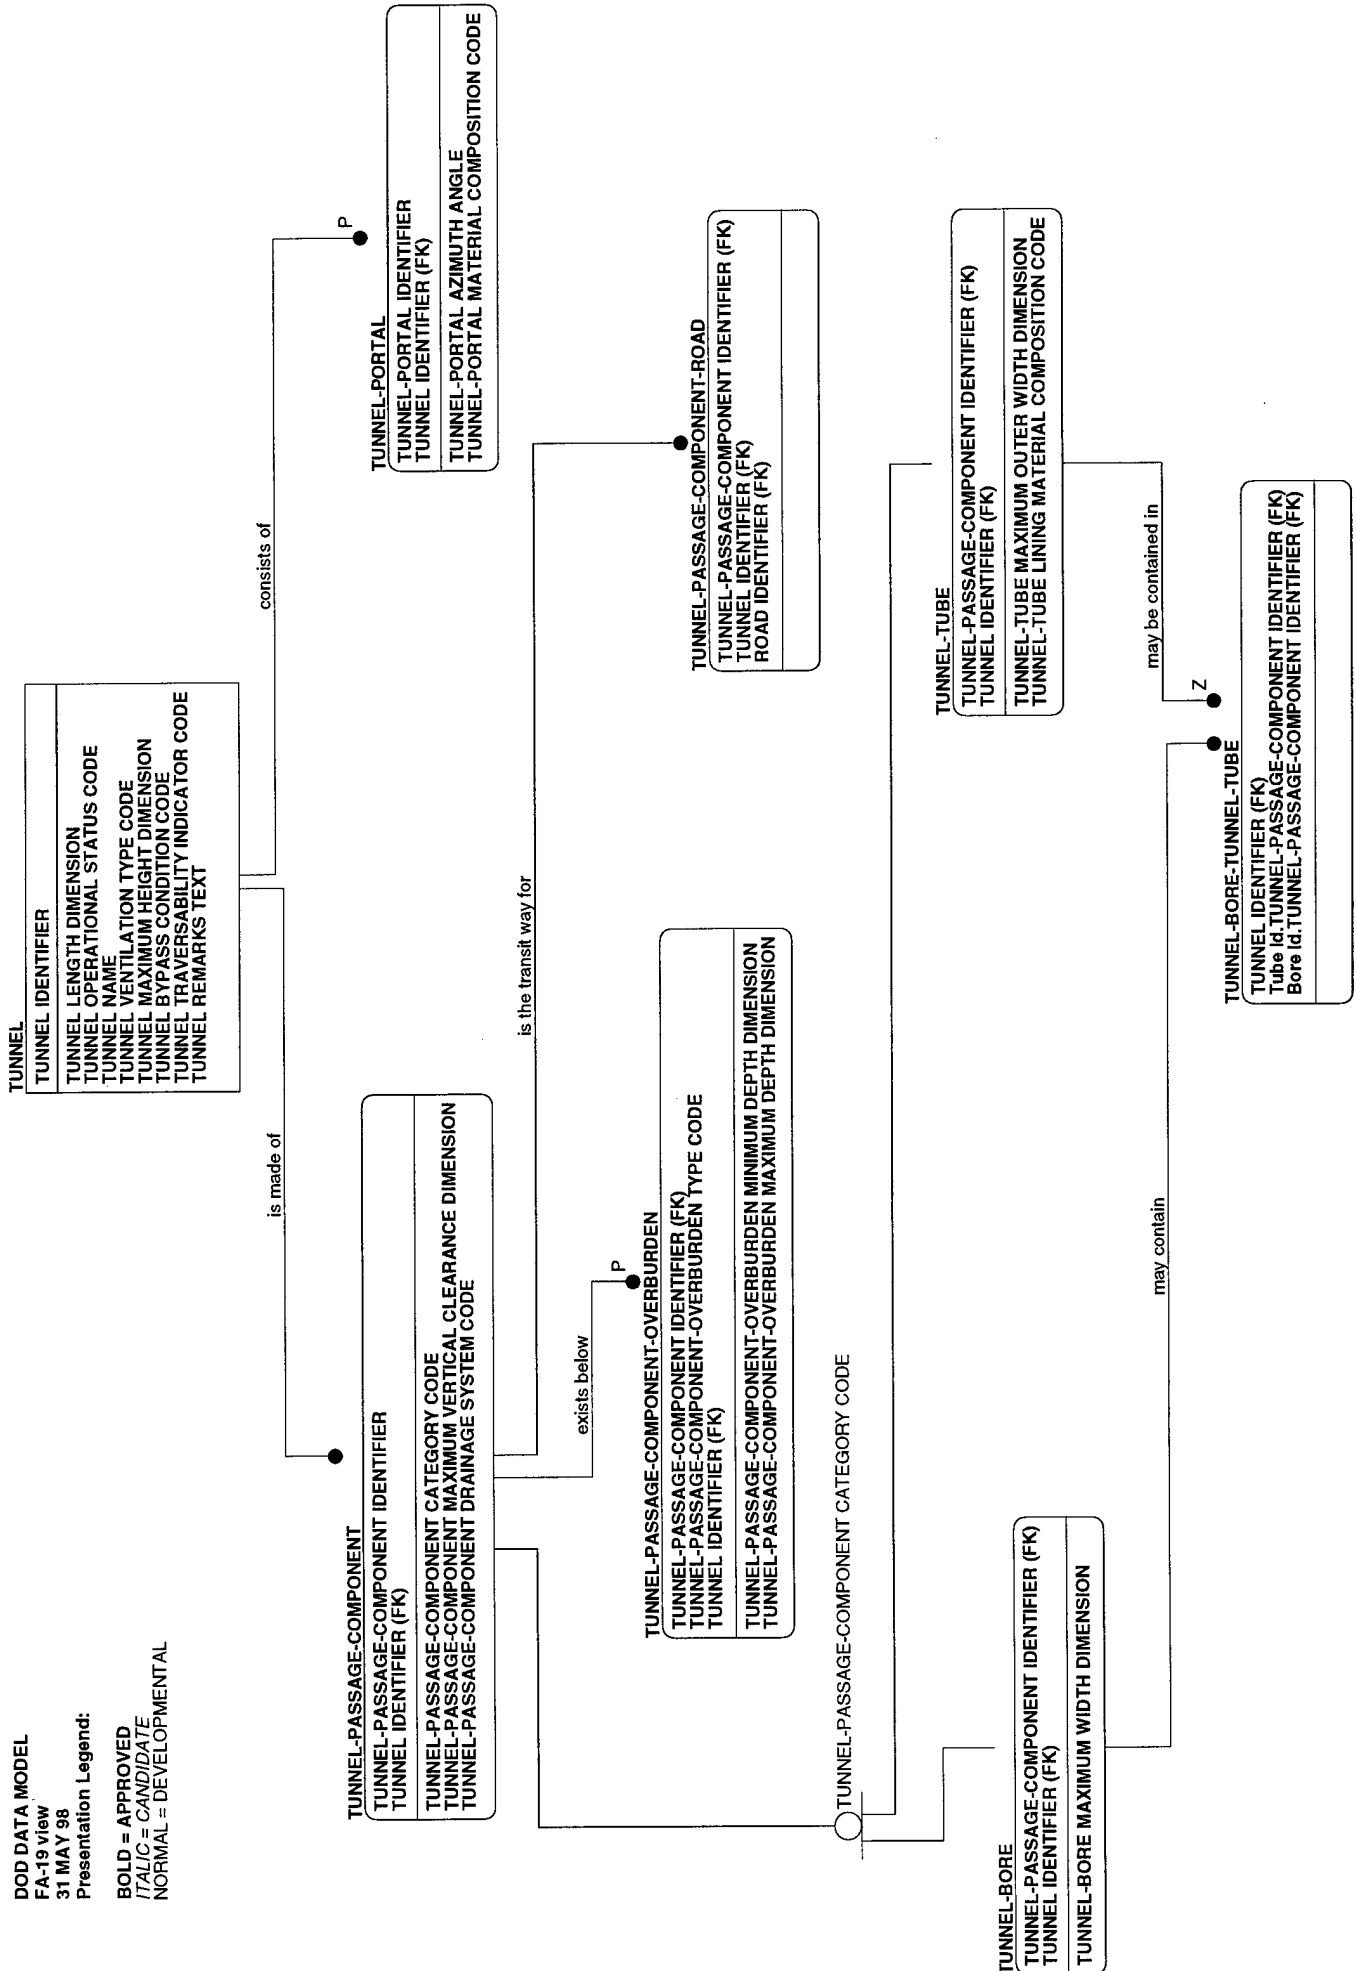 DOD DATA MODEL
FA-19 view
31 MAY 98
Presentation Legend:
BOLD = APPROVED
ITALIC = CANDIDATE
NORMAL = DEVELOPMENTAL
TUNNEL
TUNNEL IDENTIFIER
TUNNEL LENGTH DIMENSION
TUNNEL OPERATIONAL STATUS CODE
TUNNEL NAME
TUNNEL VENTILATION TYPE CODE
TUNNEL MAXIMUM HEIGHT DIMENSION
TUNNEL BYPASS CONDITION CODE
TUNNEL TRAVERSABILITY INDICATOR CODE
TUNNEL REMARKS TEXT
is made of
consists of
P
TUNNEL-PASSAGE-COMPONENT
TUNNEL-PASSAGE-COMPONENT IDENTIFIER
TUNNEL IDENTIFIER (FK)
TUNNEL-PASSAGE-COMPONENT CATEGORY CODE
TUNNEL-PASSAGE-COMPONENT MAXIMUM VERTICAL CLEARANCE DIMENSION
TUNNEL-PASSAGE-COMPONENT DRAINAGE SYSTEM CODE
TUNNEL-PORTAL
TUNNEL-PORTAL IDENTIFIER
TUNNEL IDENTIFIER (FK)
TUNNEL-PORTAL AZIMUTH ANGLE
TUNNEL-PORTAL MATERIAL COMPOSITION CODE
is the transit way for
exists below
P
TUNNEL-PASSAGE-COMPONENT-OVERBURDEN
TUNNEL-PASSAGE-COMPONENT IDENTIFIER (FK)
TUNNEL-PASSAGE-COMPONENT-OVERBURDEN TYPE CODE
TUNNEL IDENTIFIER (FK)
TUNNEL-PASSAGE-COMPONENT-OVERBURDEN MINIMUM DEPTH DIMENSION
TUNNEL-PASSAGE-COMPONENT-OVERBURDEN MAXIMUM DEPTH DIMENSION
TUNNEL-PASSAGE-COMPONENT-ROAD
TUNNEL-PASSAGE-COMPONENT IDENTIFIER (FK)
TUNNEL IDENTIFIER (FK)
ROAD IDENTIFIER (FK)
TUNNEL-PASSAGE-COMPONENT CATEGORY CODE
TUNNEL-BORE
TUNNEL-PASSAGE-COMPONENT IDENTIFIER (FK)
TUNNEL IDENTIFIER (FK)
TUNNEL-BORE MAXIMUM WIDTH DIMENSION
TUNNEL-TUBE
TUNNEL-PASSAGE-COMPONENT IDENTIFIER (FK)
TUNNEL IDENTIFIER (FK)
TUNNEL-TUBE MAXIMUM OUTER WIDTH DIMENSION
TUNNEL-TUBE LINING MATERIAL COMPOSITION CODE
may contain
may be contained in
Z
TUNNEL-BORE-TUNNEL-TUBE
TUNNEL IDENTIFIER (FK)
Tube Id.TUNNEL-PASSAGE-COMPONENT IDENTIFIER (FK)
Bore Id.TUNNEL-PASSAGE-COMPONENT IDENTIFIER (FK)